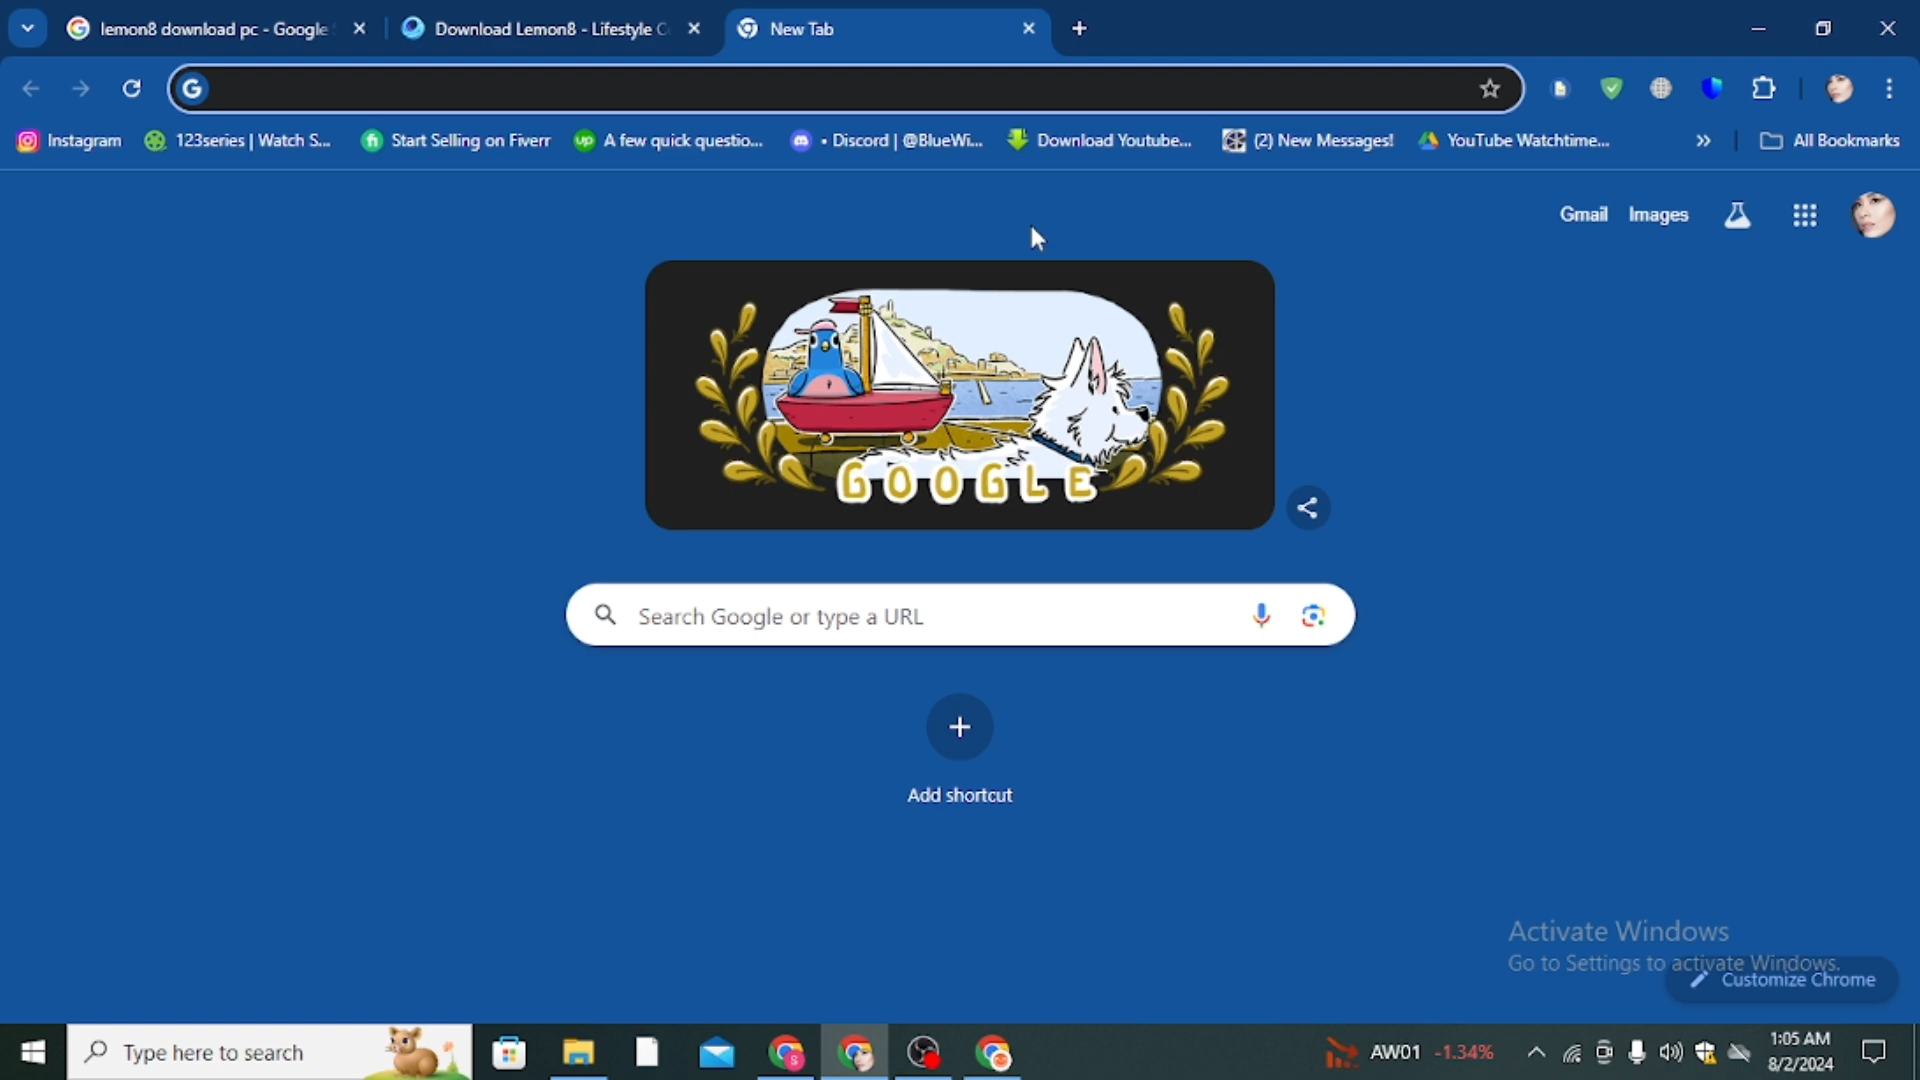 lemon8 download pc - Google
Download Lemon8 - Lifestyle
New Tab
Instagram
123series | Watch S...
Start Selling on Fiverr
up A few quick questio...
• Discord | @BlueWi...
Download Youtube...
(2) New Messages!
YouTube Watchtime...
All Bookmarks
Gmail
Images
GOOGLE
Search Google or type a URL
Add shortcut
Activate Windows
Go to Settings to activate Windows.
Customize Chrome
Type here to search
AW01 -1.34%
1:05 AM
8/2/2024